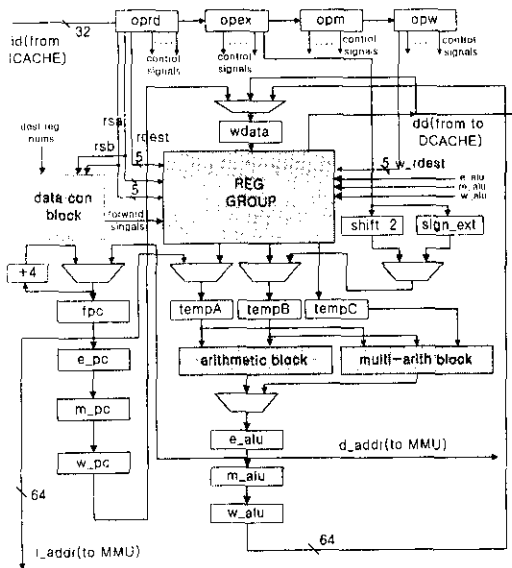 oprd
opex
opm
opw
32
id(from
ICACHE)
control
signals
control
signals
control
signals
control
signals
dest reg
nums
rsa
rsb
rdest
5
5
wdata
dd(from to
DCACHE)
data con
block
REG
GROUP
5 w_rdest
e_alu
m_alu
w_alu
forward
singals
shift 2
sign_ext
+4
fpc
tempA
tempB
tempC
e_pc
arithmetic block
multi-arith block
m_pc
e_alu
w_pc
m_alu
d_addr(to MMU)
64
w_alu
64
i_addr(to MMU)